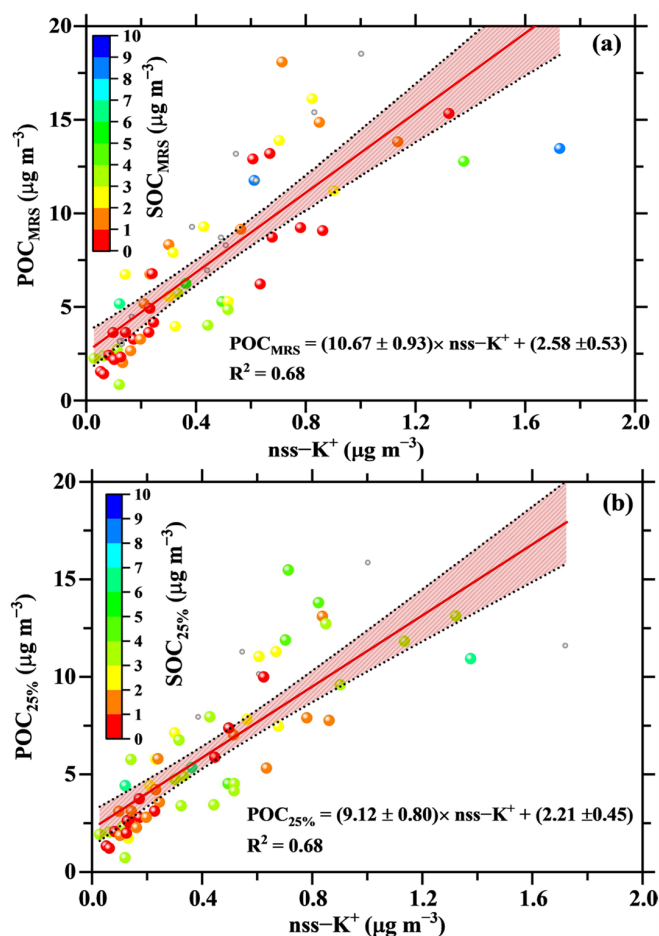 (a)
20
15
10
5
0
POC_MRS (μg m⁻³)
10
9
8
7
6
5
4
3
2
1
0
SOC_MRS (μg m⁻³)
POC_MRS = (10.67 ± 0.93)× nss−K⁺ + (2.58 ± 0.53)
R² = 0.68
0.0 0.4 0.8 1.2 1.6 2.0
nss−K⁺ (μg m⁻³)
(b)
20
15
10
5
0
POC_25% (μg m⁻³)
10
9
8
7
6
5
4
3
2
1
0
SOC_25% (μg m⁻³)
POC_25% = (9.12 ± 0.80)× nss−K⁺ + (2.21 ±0.45)
R² = 0.68
0.0 0.4 0.8 1.2 1.6 2.0
nss−K⁺ (μg m⁻³)